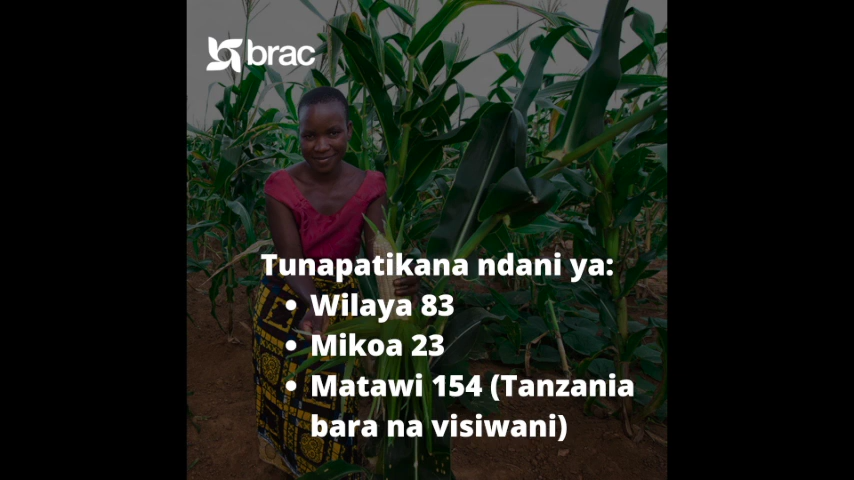 brac
Tunapatikana ndani ya:
• Wilaya 83
• Mikoa 23
• Matawi 154 (Tanzania
bara na visiwani)